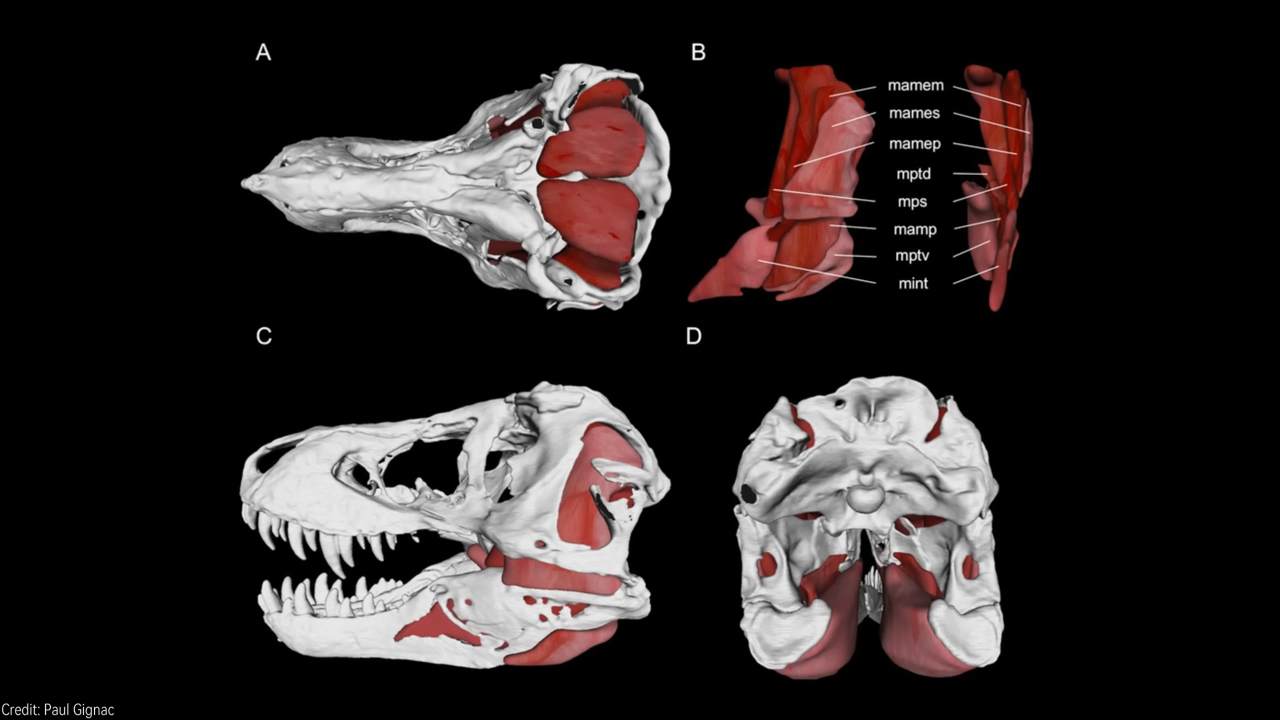 A
B
mamem
mames
mamep
mptd
mps
mamp
mptv
mint
C
D
Credit: Paul Gignac